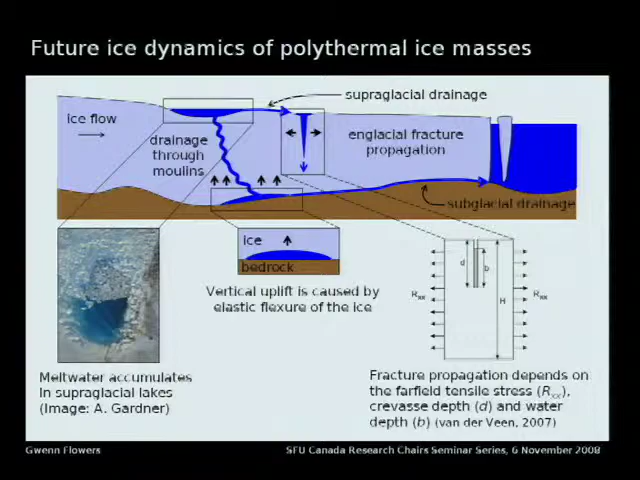 Future ice dynamics of polythermal ice masses
supraglacial drainage
ice flow
drainage
through
moulins
englacial fracture
propagation
subglacial drainage
ice
bedrock
d
b
H
Rxx
Rxx
Vertical uplift is caused by
elastic flexure of the ice
Meltwater accumulates
in supraglacial lakes
(Image: A. Gardner)
Fracture propagation depends on
the farfield tensile stress (Rxx),
crevasse depth (d) and water
depth (b) (van der Veen, 2007)
Gwenn Flowers
SFU Canada Research Chairs Seminar Series, 6 November 2008